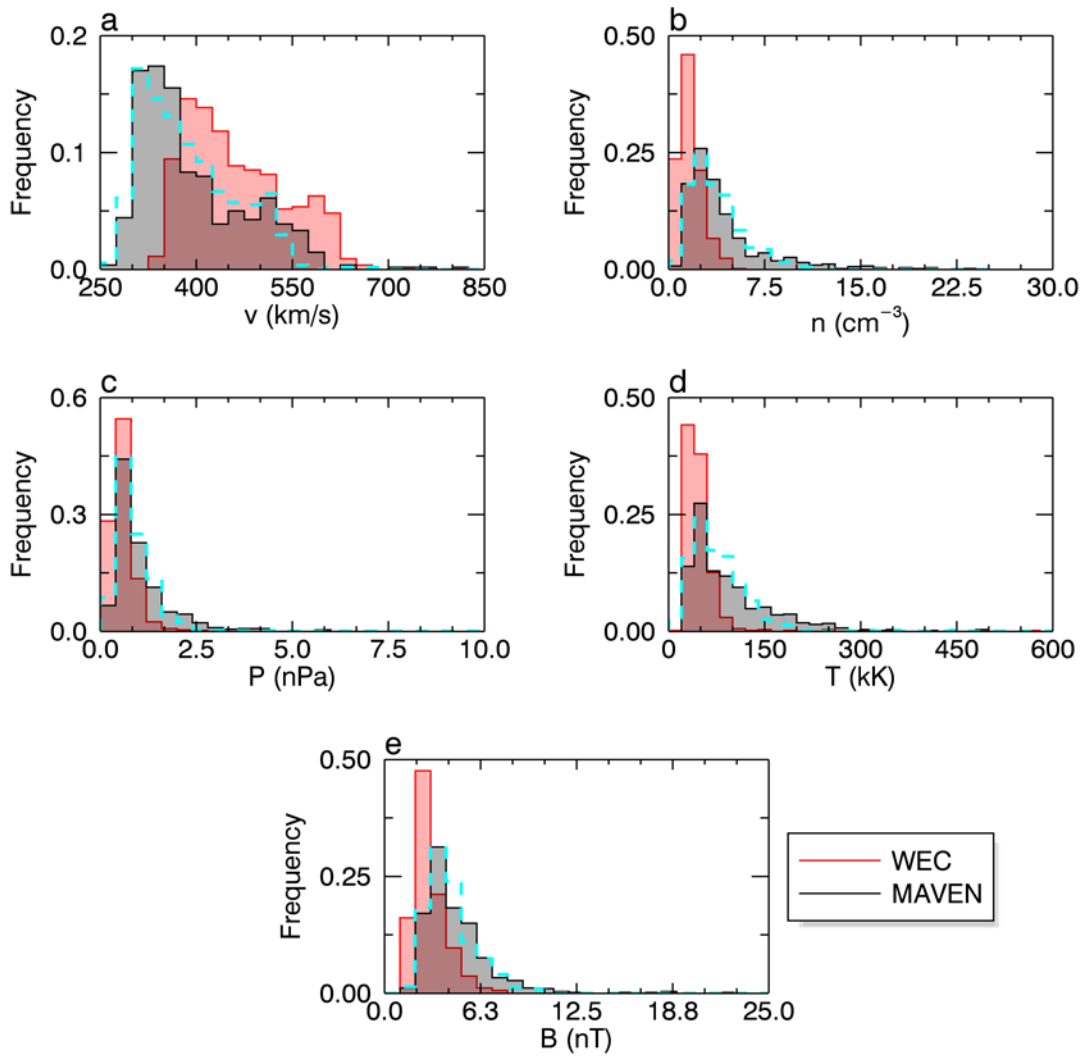 a
0.2
0.1
0.0
Frequency
250 400 550 700 850
v (km/s)
b
0.50
0.25
0.00
Frequency
0.0 7.5 15.0 22.5 30.0
n (cm⁻³)
c
0.6
0.3
0.0
Frequency
0.0 2.5 5.0 7.5 10.0
P (nPa)
d
0.50
0.25
0.00
Frequency
0 150 300 450 600
T (kK)
e
0.50
0.25
0.00
Frequency
0.0 6.3 12.5 18.8 25.0
B (nT)
WEC
MAVEN